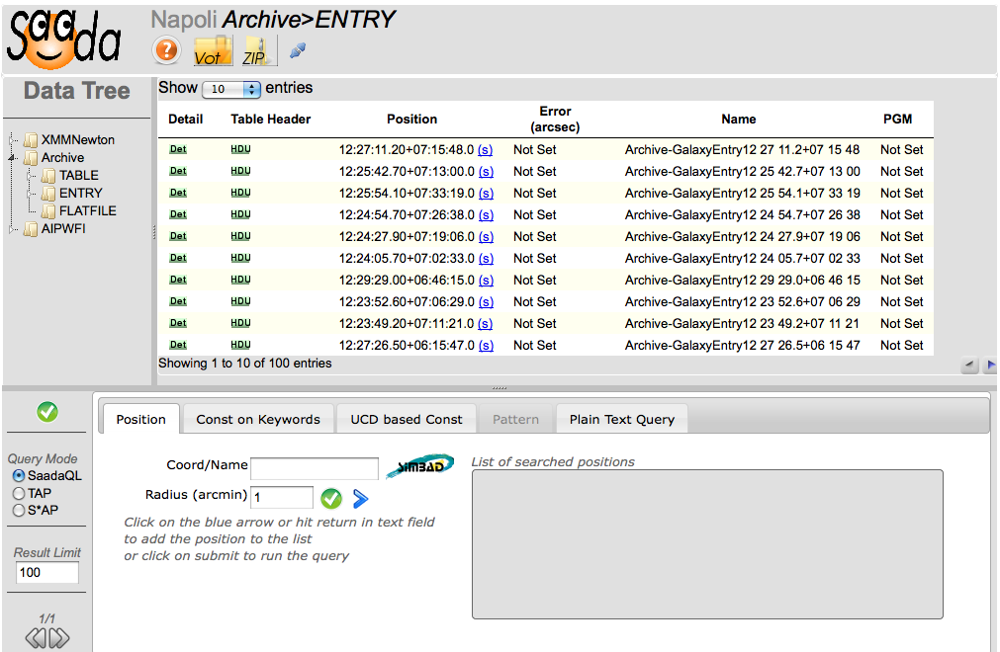 Saada
Napoli Archive>ENTRY
Vot ZIP
Data Tree
XMMNewton
Archive
TABLE
ENTRY
FLATFILE
AIPWFI
Show 10 entries
Detail Table Header Position Error (arcsec) Name PGM
Det HDU 12:27:11.20+07:15:48.0 (s) Not Set Archive-GalaxyEntry12 27 11.2+07 15 48 Not Set
Det HDU 12:25:42.70+07:13:00.0 (s) Not Set Archive-GalaxyEntry12 25 42.7+07 13 00 Not Set
Det HDU 12:25:54.10+07:33:19.0 (s) Not Set Archive-GalaxyEntry12 25 54.1+07 33 19 Not Set
Det HDU 12:24:54.70+07:26:38.0 (s) Not Set Archive-GalaxyEntry12 24 54.7+07 26 38 Not Set
Det HDU 12:24:27.90+07:19:06.0 (s) Not Set Archive-GalaxyEntry12 24 27.9+07 19 06 Not Set
Det HDU 12:24:05.70+07:02:33.0 (s) Not Set Archive-GalaxyEntry12 24 05.7+07 02 33 Not Set
Det HDU 12:29:29.00+06:46:15.0 (s) Not Set Archive-GalaxyEntry12 29 29.0+06 46 15 Not Set
Det HDU 12:23:52.60+07:06:29.0 (s) Not Set Archive-GalaxyEntry12 23 52.6+07 06 29 Not Set
Det HDU 12:23:49.20+07:11:21.0 (s) Not Set Archive-GalaxyEntry12 23 49.2+07 11 21 Not Set
Det HDU 12:27:26.50+06:15:47.0 (s) Not Set Archive-GalaxyEntry12 27 26.5+06 15 47 Not Set
Showing 1 to 10 of 100 entries
Query Mode
SaadaQL
TAP
S*AP
Result Limit
100
1/1
Position Const on Keywords UCD based Const Pattern Plain Text Query
Coord/Name SIMBAD
Radius (arcmin) 1
Click on the blue arrow or hit return in text field
to add the position to the list
or click on submit to run the query
List of searched positions